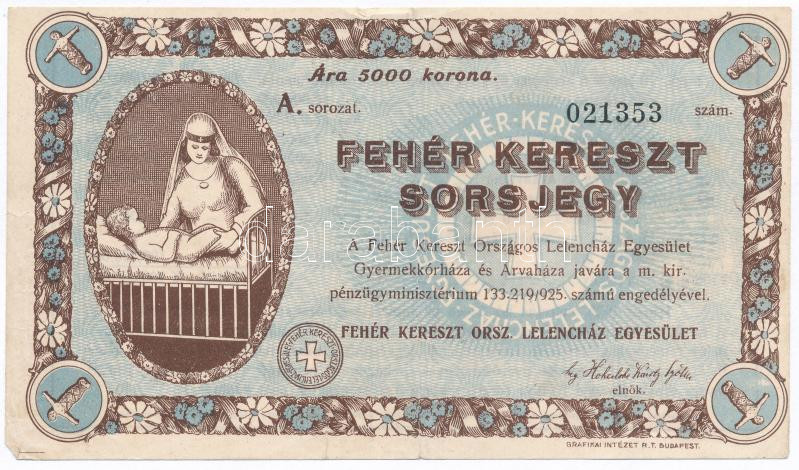 Ára 5000 korona.
A. sorozat. 021353 szám.
FEHÉR KERESZT
SORSJEGY
A Fehér Kereszt Országos Lelencház Egyesület
Gyermekkórháza és Árvaháza javára a m. kir.
pénzügyminisztérium 133.219/925. számú engedélyével.
FEHÉR KERESZT ORSZ. LELENCHÁZ EGYESÜLET
elnök.
GRAFIKAI INTÉZET R.T. BUDAPEST.
darabanth